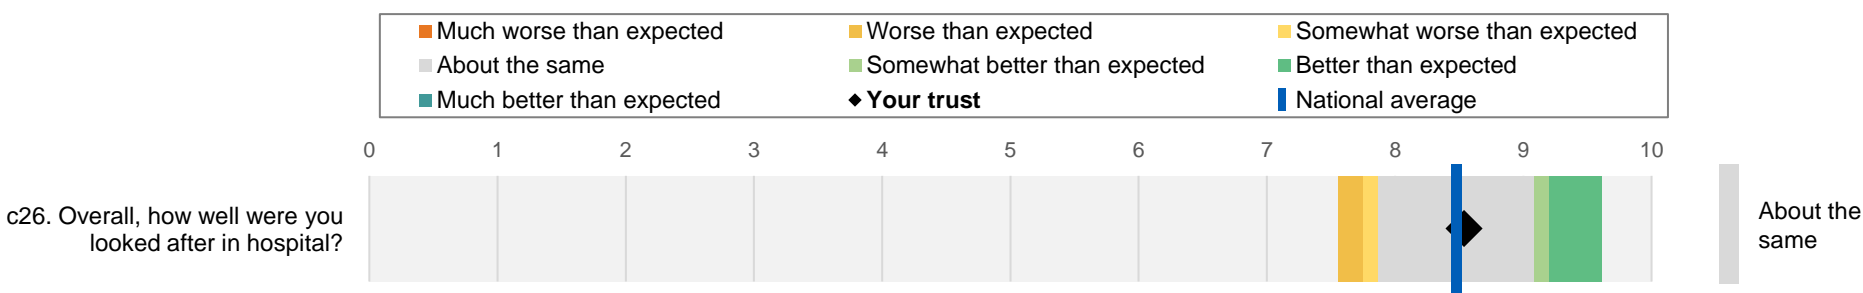 Much worse than expected Worse than expected Somewhat worse than expected
About the same Somewhat better than expected Better than expected
Much better than expected Your trust National average
0 1 2 3 4 5 6 7 8 9 10
c26. Overall, how well were you
looked after in hospital?
About the
same